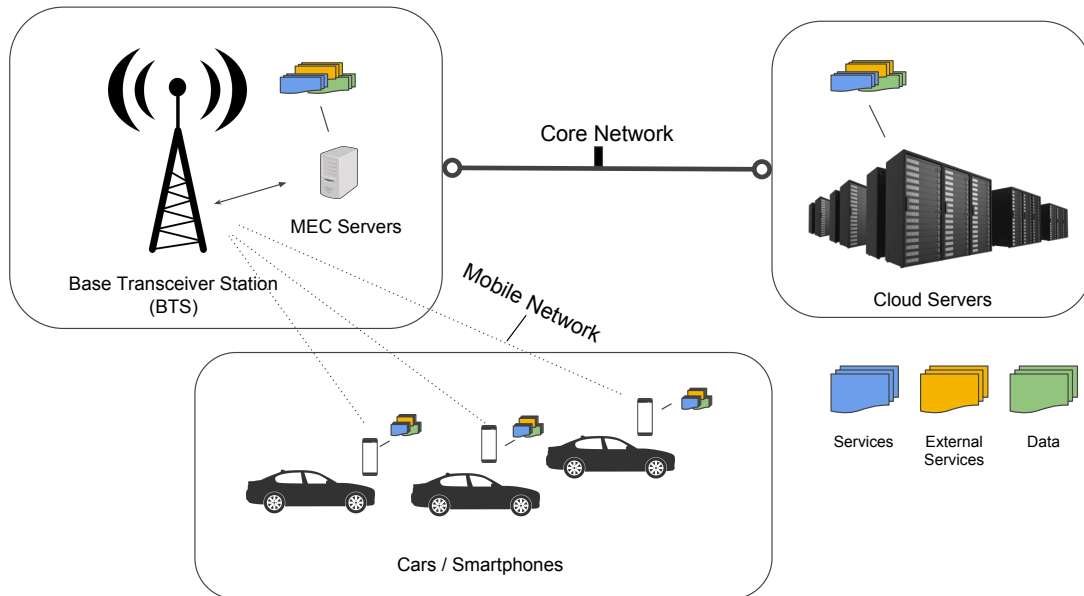 Core Network
MEC Servers
Base Transceiver Station
(BTS)
Mobile Network
Cloud Servers
Services
External
Services
Data
Cars / Smartphones